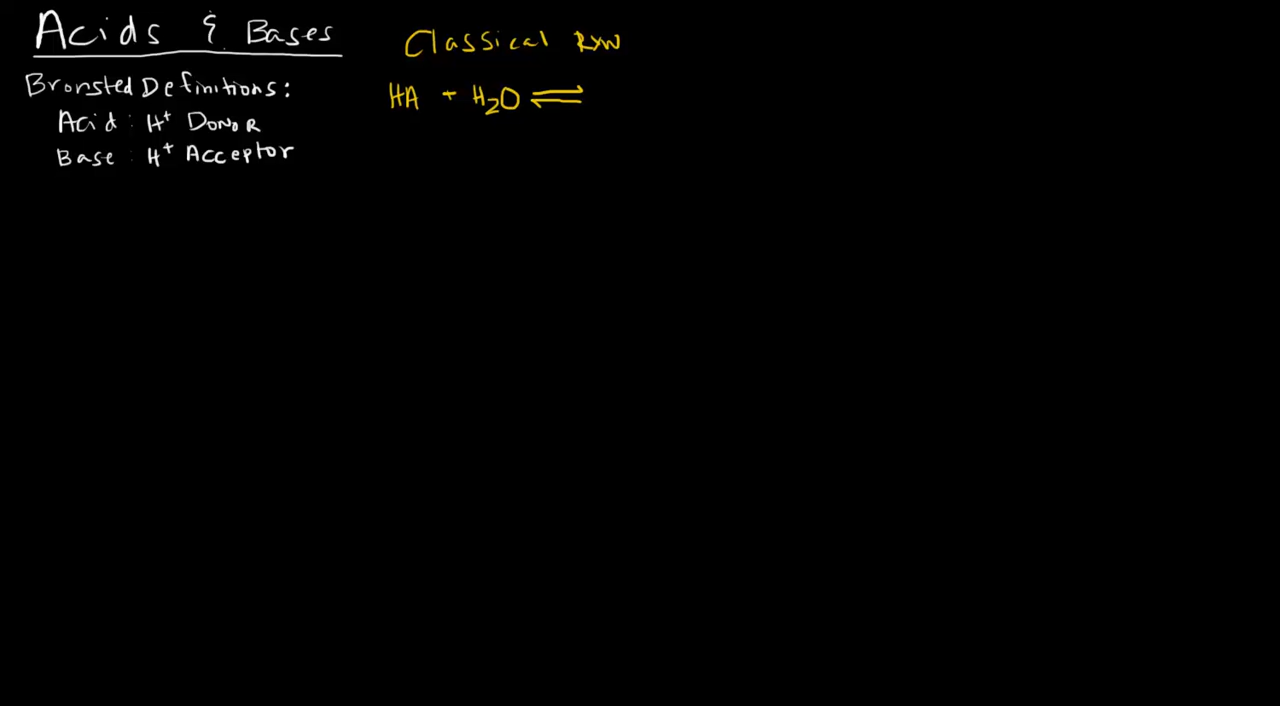 Acids & Bases
Bronsted Definitions:
Acid: H⁺ Donor
Base: H⁺ Acceptor
Classical Rxn
HA + H₂O ⇌